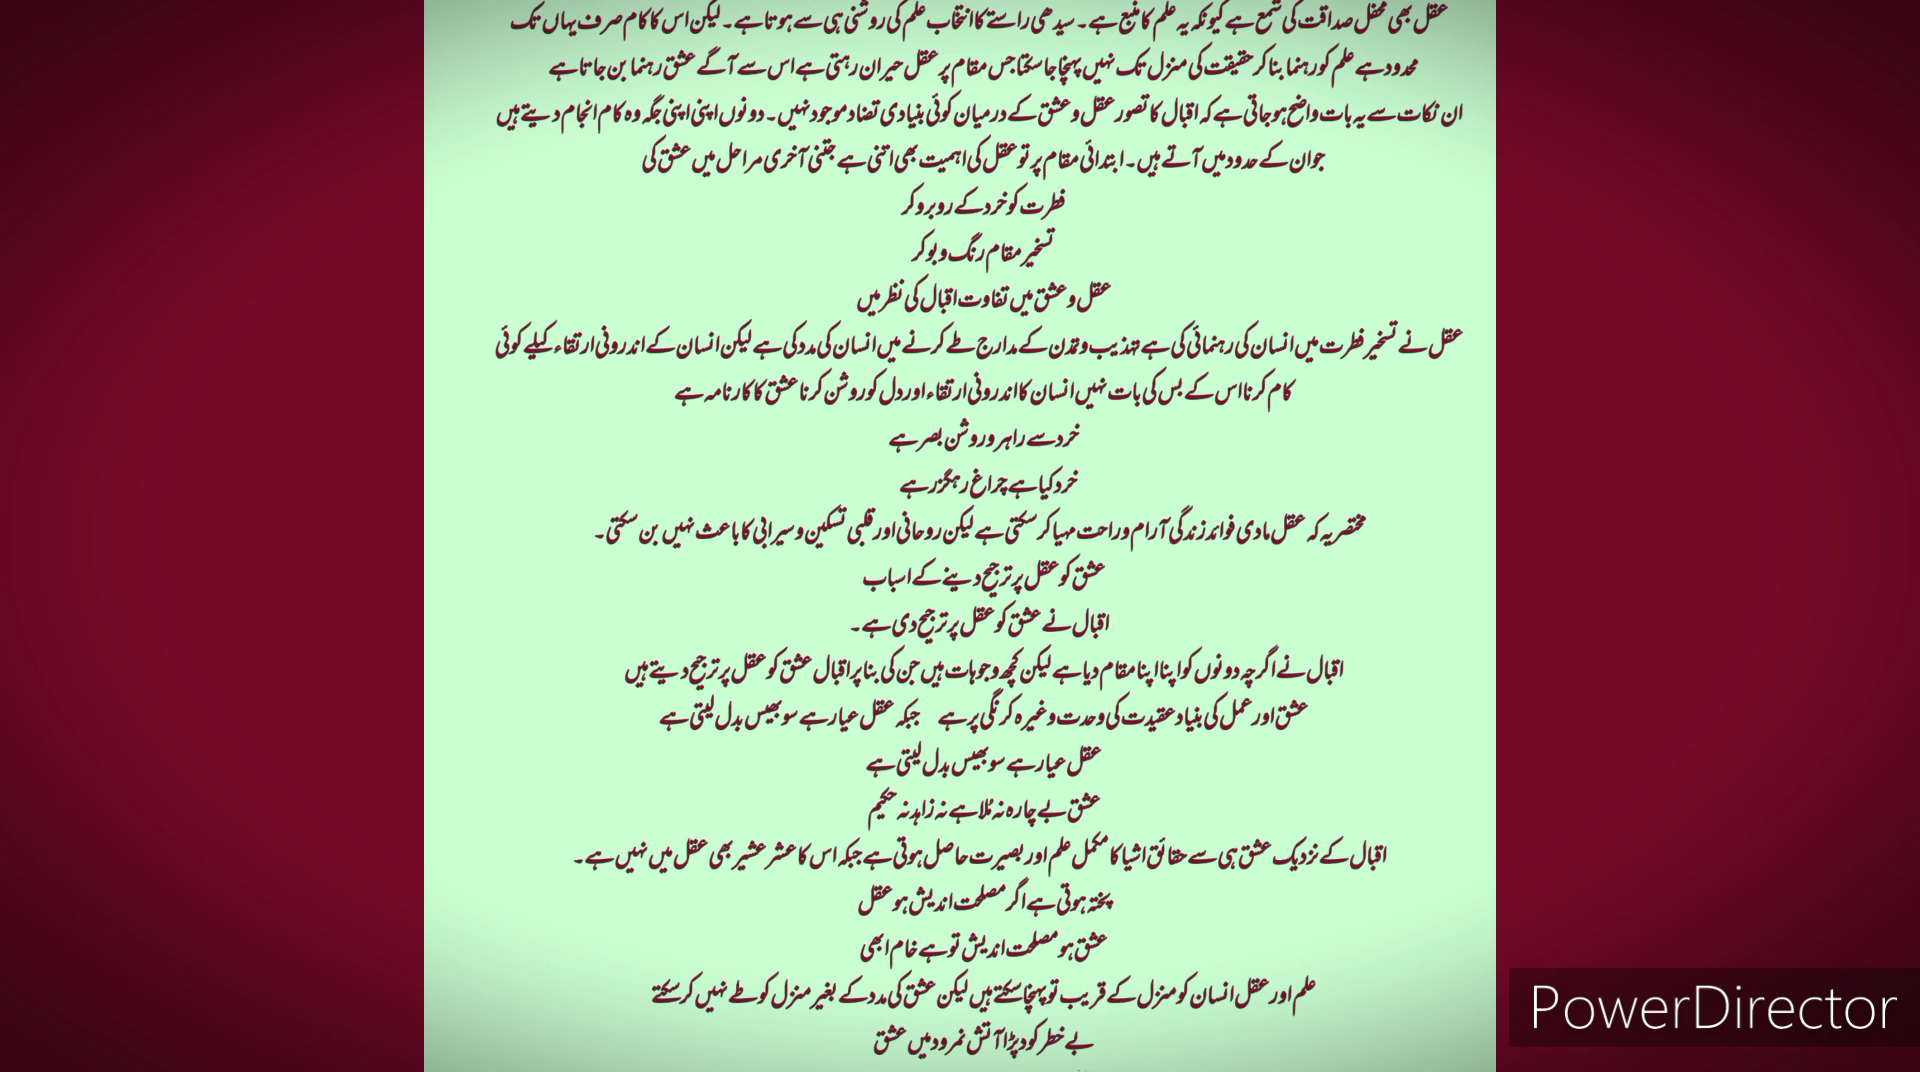 عقل بھی محفل صداقت کی شمع ہے کیونکہ یہ علم کا منبع ہے۔ سیدھی راستے کا انتخاب علم کی روشنی ہی سے ہوتا ہے۔ لیکن اس کا کام صرف یہاں تک
محدود ہے علم کو رہنما بنا کر حقیقت کی منزل تک نہیں پہنچا جا سکتا جس مقام پر عقل حیران رہتی ہے اس سے آگے عشق رہنما بن جاتا ہے
ان نکات سے یہ بات واضح ہو جاتی ہے کہ اقبال کا تصور عقل و عشق کے درمیان کوئی بنیادی تضاد موجود نہیں۔ دونوں اپنی اپنی جگہ وہ کام انجام دیتے ہیں
جو ان کے حدود میں آتے ہیں۔ ابتدائی مقام پر تو عقل کی اہمیت بھی اتنی ہے جتنی آخری مراحل میں عشق کی
فطرت کو خرد کے روبرو کر
تسخیر مقام رنگ و بو کر
عقل و عشق میں تفاوت اقبال کی نظر میں
عقل نے تسخیر فطرت میں انسان کی رہنمائی کی ہے تہذیب و تمدن کے مدارج طے کرنے میں انسان کی مدد کی ہے لیکن انسان کے اندرونی ارتقاء کیلیے کوئی
کام کرنا اس کے بس کی بات نہیں انسان کا اندرونی ارتقاء اور دل کو روشن کرنا عشق کا کارنامہ ہے
خرد سے راہرو روشن بصر ہے
خرد کیا ہے چراغ رہگزر ہے
مختصر یہ کہ عقل مادی فوائد زندگی آرام و راحت مہیا کر سکتی ہے لیکن روحانی اور قلبی تسکین و سیرابی کا باعث نہیں بن سکتی۔
عشق کو عقل پر ترجیح دینے کے اسباب
اقبال نے عشق کو عقل پر ترجیح دی ہے۔
اقبال نے اگرچہ دونوں کو اپنا اپنا مقام دیا ہے لیکن کچھ وجوہات ہیں جن کی بنا پر اقبال عشق کو عقل پر ترجیح دیتے ہیں
عشق اور عمل کی بنیاد عقیدت کی وحدت وغیرہ کرنگی پر ہے جبکہ عقل عیار ہے سو بھیس بدل لیتی ہے
عقل عیار ہے سو بھیس بدل لیتی ہے
عشق بے چارہ نہ مُلا ہے نہ زاہد نہ حکیم
اقبال کے نزدیک عشق ہی سے حقائق اشیا کا مکمل علم اور بصیرت حاصل ہوتی ہے جبکہ اس کا عشر عشیر بھی عقل میں نہیں ہے۔
پختہ ہوتی ہے اگر مصلحت اندیش ہو عقل
عشق ہو مصلحت اندیش تو ہے خام ابھی
علم اور عقل انسان کو منزل کے قریب تو پہنچا سکتے ہیں لیکن عشق کی مدد کے بغیر منزل کو طے نہیں کر سکتے
بے خطر کود پڑا آتش نمرود میں عشق
PowerDirector